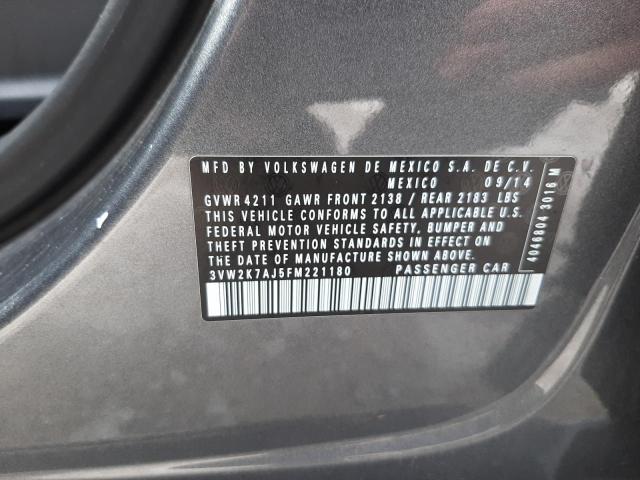 MFD BY VOLKSWAGEN DE MEXICO S.A. DE C.V.
MEXICO 09/14
GVWR 4211 GAWR FRONT 2138 / REAR 2183 LBS
THIS VEHICLE CONFORMS TO ALL APPLICABLE U.S.
FEDERAL MOTOR VEHICLE SAFETY, BUMPER AND
THEFT PREVENTION STANDARDS IN EFFECT ON
THE DATE OF MANUFACTURE SHOWN ABOVE.
3VW2K7AJ5FM221180 PASSENGER CAR
4046804 3016 M